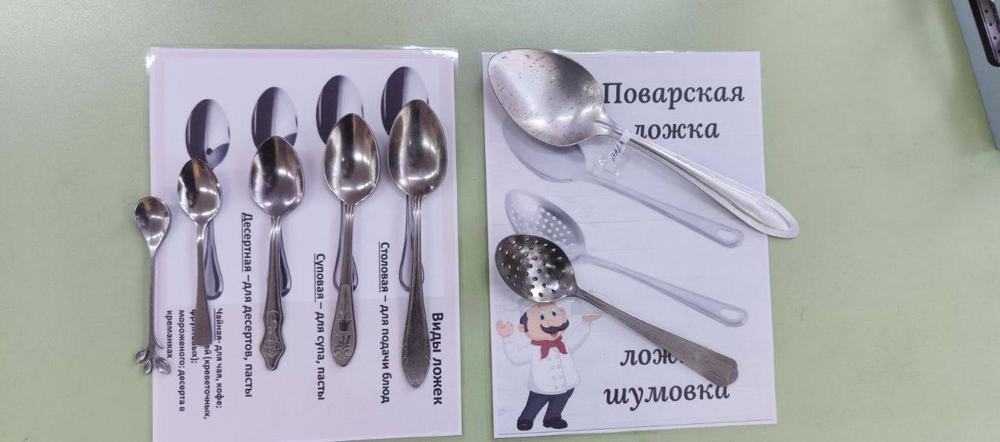 Виды ложек
Столовая – для подачи блюд
Суповая – для супа, пасты
Десертная –для десертов, пасты
Чайная- для чая, кофе;
(креветочных,
мороженого; десерта в
креманках
Поварская
ложка
шумовка